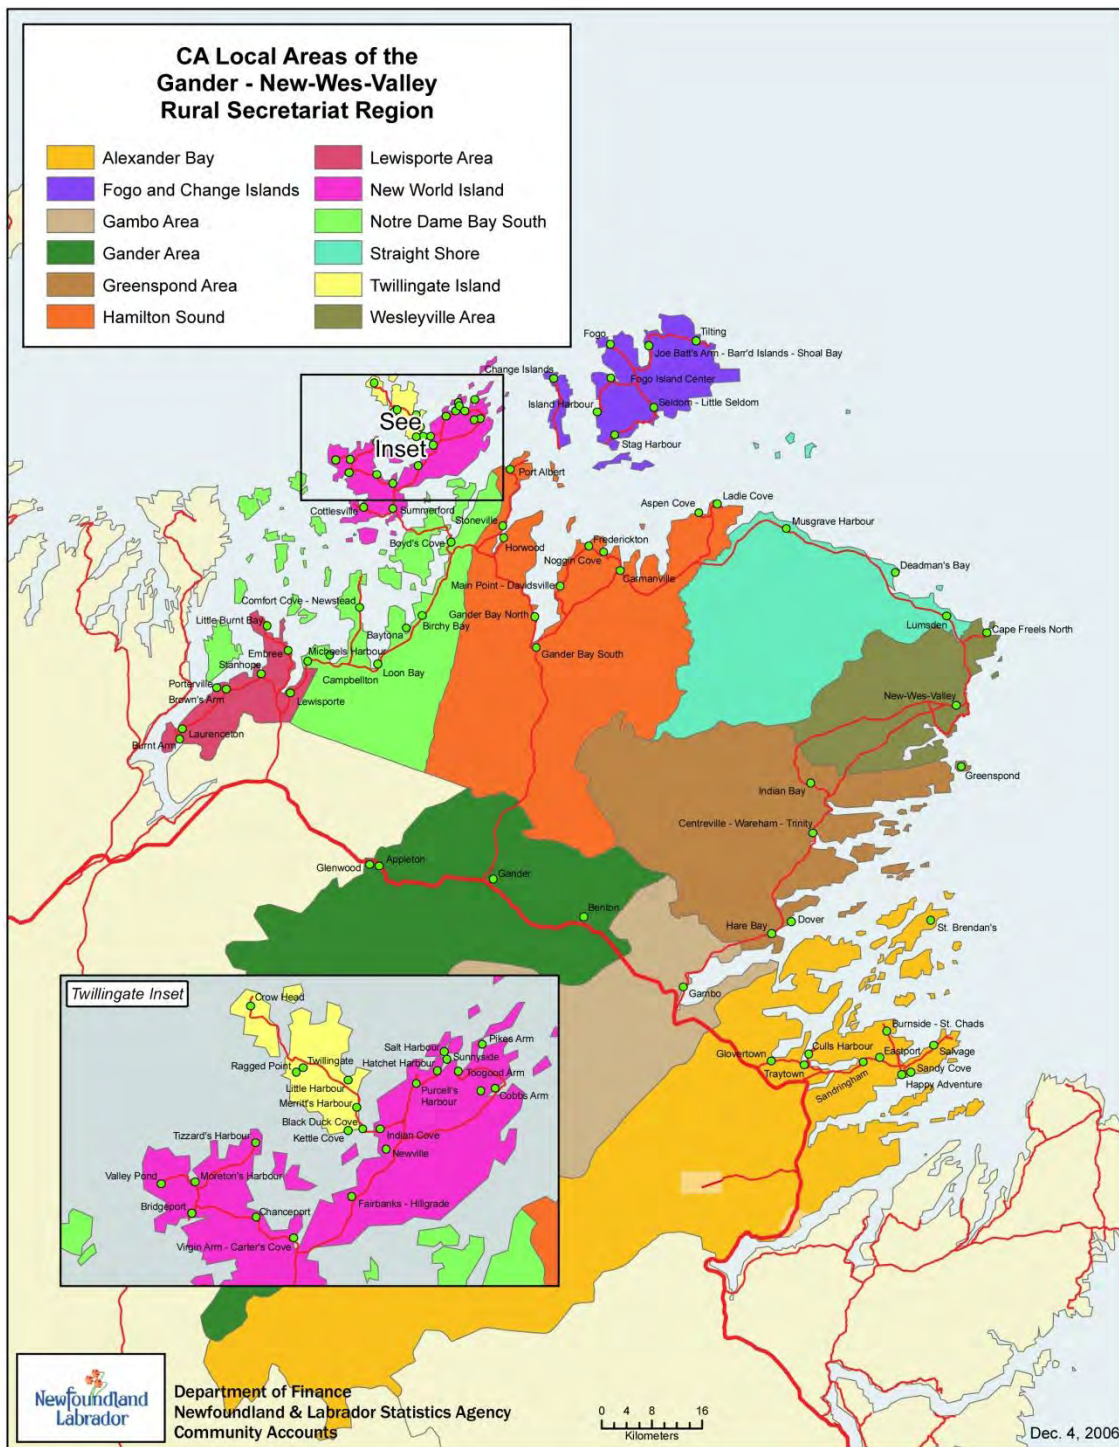 CA Local Areas of the
Gander - New-Wes-Valley
Rural Secretariat Region
Alexander Bay
Fogo and Change Islands
Gambo Area
Gander Area
Greenspond Area
Hamilton Sound
Lewisporte Area
New World Island
Notre Dame Bay South
Straight Shore
Twillingate Island
Wesleyville Area
Fogo
Tilting
Joe Batt's Arm - Barr'd Islands - Shoal Bay
Change Islands
Fogo Island Center
Island Harbour
Seldom - Little Seldom
Stag Harbour
See
Inset
Port Albert
Cottlesville
Summerford
Stoneville
Aspen Cove
Ladle Cove
Musgrave Harbour
Boyd's Cove
Horwood
Frederickton
Noggin Cove
Carmanville
Deadman's Bay
Main Point - Davidsville
Comfort Cove - Newstead
Gander Bay North
Lumsden
Little Burnt Bay
Birchy Bay
Baytona
Cape Freels North
Gander Bay South
Embree
Michaels Harbour
Stanhope
Loon Bay
Campbellton
Porterville
Brown's Arm
Lewisporte
New-Wes-Valley
Laurenceton
Burnt Arm
Greenspond
Indian Bay
Centreville - Wareham - Trinity
Glenwood
Appleton
Gander
Benton
Hare Bay
Dover
St. Brendan's
Gambo
Burnside - St. Chads
Glovertown
Culls Harbour
Eastport
Salvage
Traytown
Sandringham
Sandy Cove
Happy Adventure
Twillingate Inset
Crow Head
Salt Harbour
Pikes Arm
Sunnyside
Hatchet Harbour
Twillingate
Ragged Point
Toogood Arm
Little Harbour
Purcell's
Harbour
Cobbs Arm
Merritt's Harbour
Black Duck Cove
Kettle Cove
Indian Cove
Tizzard's Harbour
Newville
Valley Pond
Moreton's Harbour
Fairbanks - Hillgrade
Bridgeport
Chanceport
Virgin Arm - Carter's Cove
Newfoundland
Labrador
Department of Finance
Newfoundland & Labrador Statistics Agency
Community Accounts
0 4 8 16
Kilometers
Dec. 4, 2008